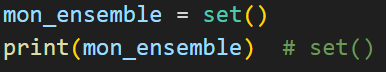 mon_ensemble = set()
print(mon_ensemble)  # set()